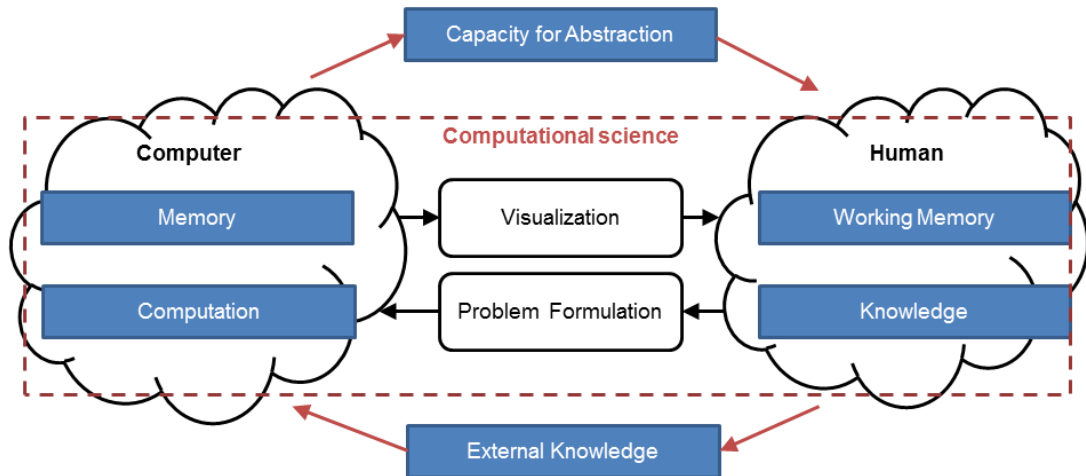 Capacity for Abstraction
Computational science
Computer
Human
Memory
Visualization
Working Memory
Computation
Problem Formulation
Knowledge
External Knowledge